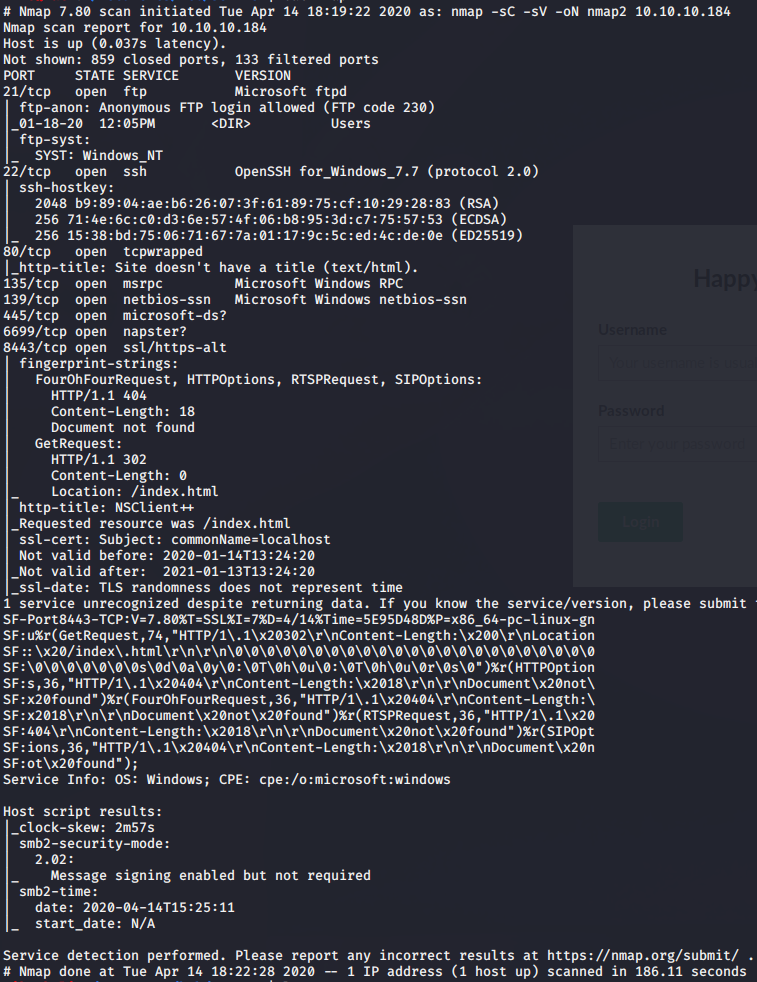 # Nmap 7.80 scan initiated Tue Apr 14 18:19:22 2020 as: nmap -sC -sV -oN nmap2 10.10.10.184
Nmap scan report for 10.10.10.184
Host is up (0.037s latency).
Not shown: 859 closed ports, 133 filtered ports
PORT     STATE SERVICE       VERSION
21/tcp   open  ftp           Microsoft ftpd
| ftp-anon: Anonymous FTP login allowed (FTP code 230)
|_01-18-20  12:05PM       <DIR>          Users
| ftp-syst:
|_  SYST: Windows_NT
22/tcp   open  ssh           OpenSSH for_Windows_7.7 (protocol 2.0)
| ssh-hostkey:
|   2048 b9:89:04:ae:b6:26:07:3f:61:89:75:cf:10:29:28:83 (RSA)
|   256 71:4e:6c:c0:d3:6e:57:4f:06:b8:95:3d:c7:75:57:53 (ECDSA)
|_  256 15:38:bd:75:06:71:67:7a:01:17:9c:5c:ed:4c:de:0e (ED25519)
80/tcp   open  tcpwrapped
|_http-title: Site doesn't have a title (text/html).
135/tcp  open  msrpc         Microsoft Windows RPC
139/tcp  open  netbios-ssn   Microsoft Windows netbios-ssn
445/tcp  open  microsoft-ds?
6699/tcp open  napster?
8443/tcp open  ssl/https-alt
| fingerprint-strings:
|   FourOhFourRequest, HTTPOptions, RTSPRequest, SIPOptions:
|     HTTP/1.1 404
|     Content-Length: 18
|     Document not found
|   GetRequest:
|     HTTP/1.1 302
|     Content-Length: 0
|_    Location: /index.html
| http-title: NSClient++
|_Requested resource was /index.html
| ssl-cert: Subject: commonName=localhost
| Not valid before: 2020-01-14T13:24:20
|_Not valid after:  2021-01-13T13:24:20
|_ssl-date: TLS randomness does not represent time
1 service unrecognized despite returning data. If you know the service/version, please submit
SF-Port8443-TCP:V=7.80%T=SSL%I=7%D=4/14%Time=5E95D48D%P=x86_64-pc-linux-gn
SF:u%r(GetRequest,74,"HTTP/1\.1\x20302\r\nContent-Length:\x200\r\nLocation
SF::\x20/index\.html\r\n\r\n\0\0\0\0\0\0\0\0\0\0\0\0\0\0\0\0\0\0\0\0\0\0\0
SF:\0\0\0\0\0\0\0s\0d\0a\0y\0:\0T\0h\0u\0:\0T\0h\0u\0r\0s\0")%r(HTTPOption
SF:s,36,"HTTP/1\.1\x20404\r\nContent-Length:\x2018\r\n\r\nDocument\x20not\
SF:x20found")%r(FourOhFourRequest,36,"HTTP/1\.1\x20404\r\nContent-Length:\
SF:x2018\r\n\r\nDocument\x20not\x20found")%r(RTSPRequest,36,"HTTP/1\.1\x20
SF:404\r\nContent-Length:\x2018\r\n\r\nDocument\x20not\x20found")%r(SIPOpt
SF:ions,36,"HTTP/1\.1\x20404\r\nContent-Length:\x2018\r\n\r\nDocument\x20n
SF:ot\x20found");
Service Info: OS: Windows; CPE: cpe:/o:microsoft:windows
Host script results:
|_clock-skew: 2m57s
| smb2-security-mode:
|   2.02:
|_    Message signing enabled but not required
| smb2-time:
|   date: 2020-04-14T15:25:11
|_  start_date: N/A
Service detection performed. Please report any incorrect results at https://nmap.org/submit/ .
# Nmap done at Tue Apr 14 18:22:28 2020 -- 1 IP address (1 host up) scanned in 186.11 seconds
Happy
Username
Password
Login